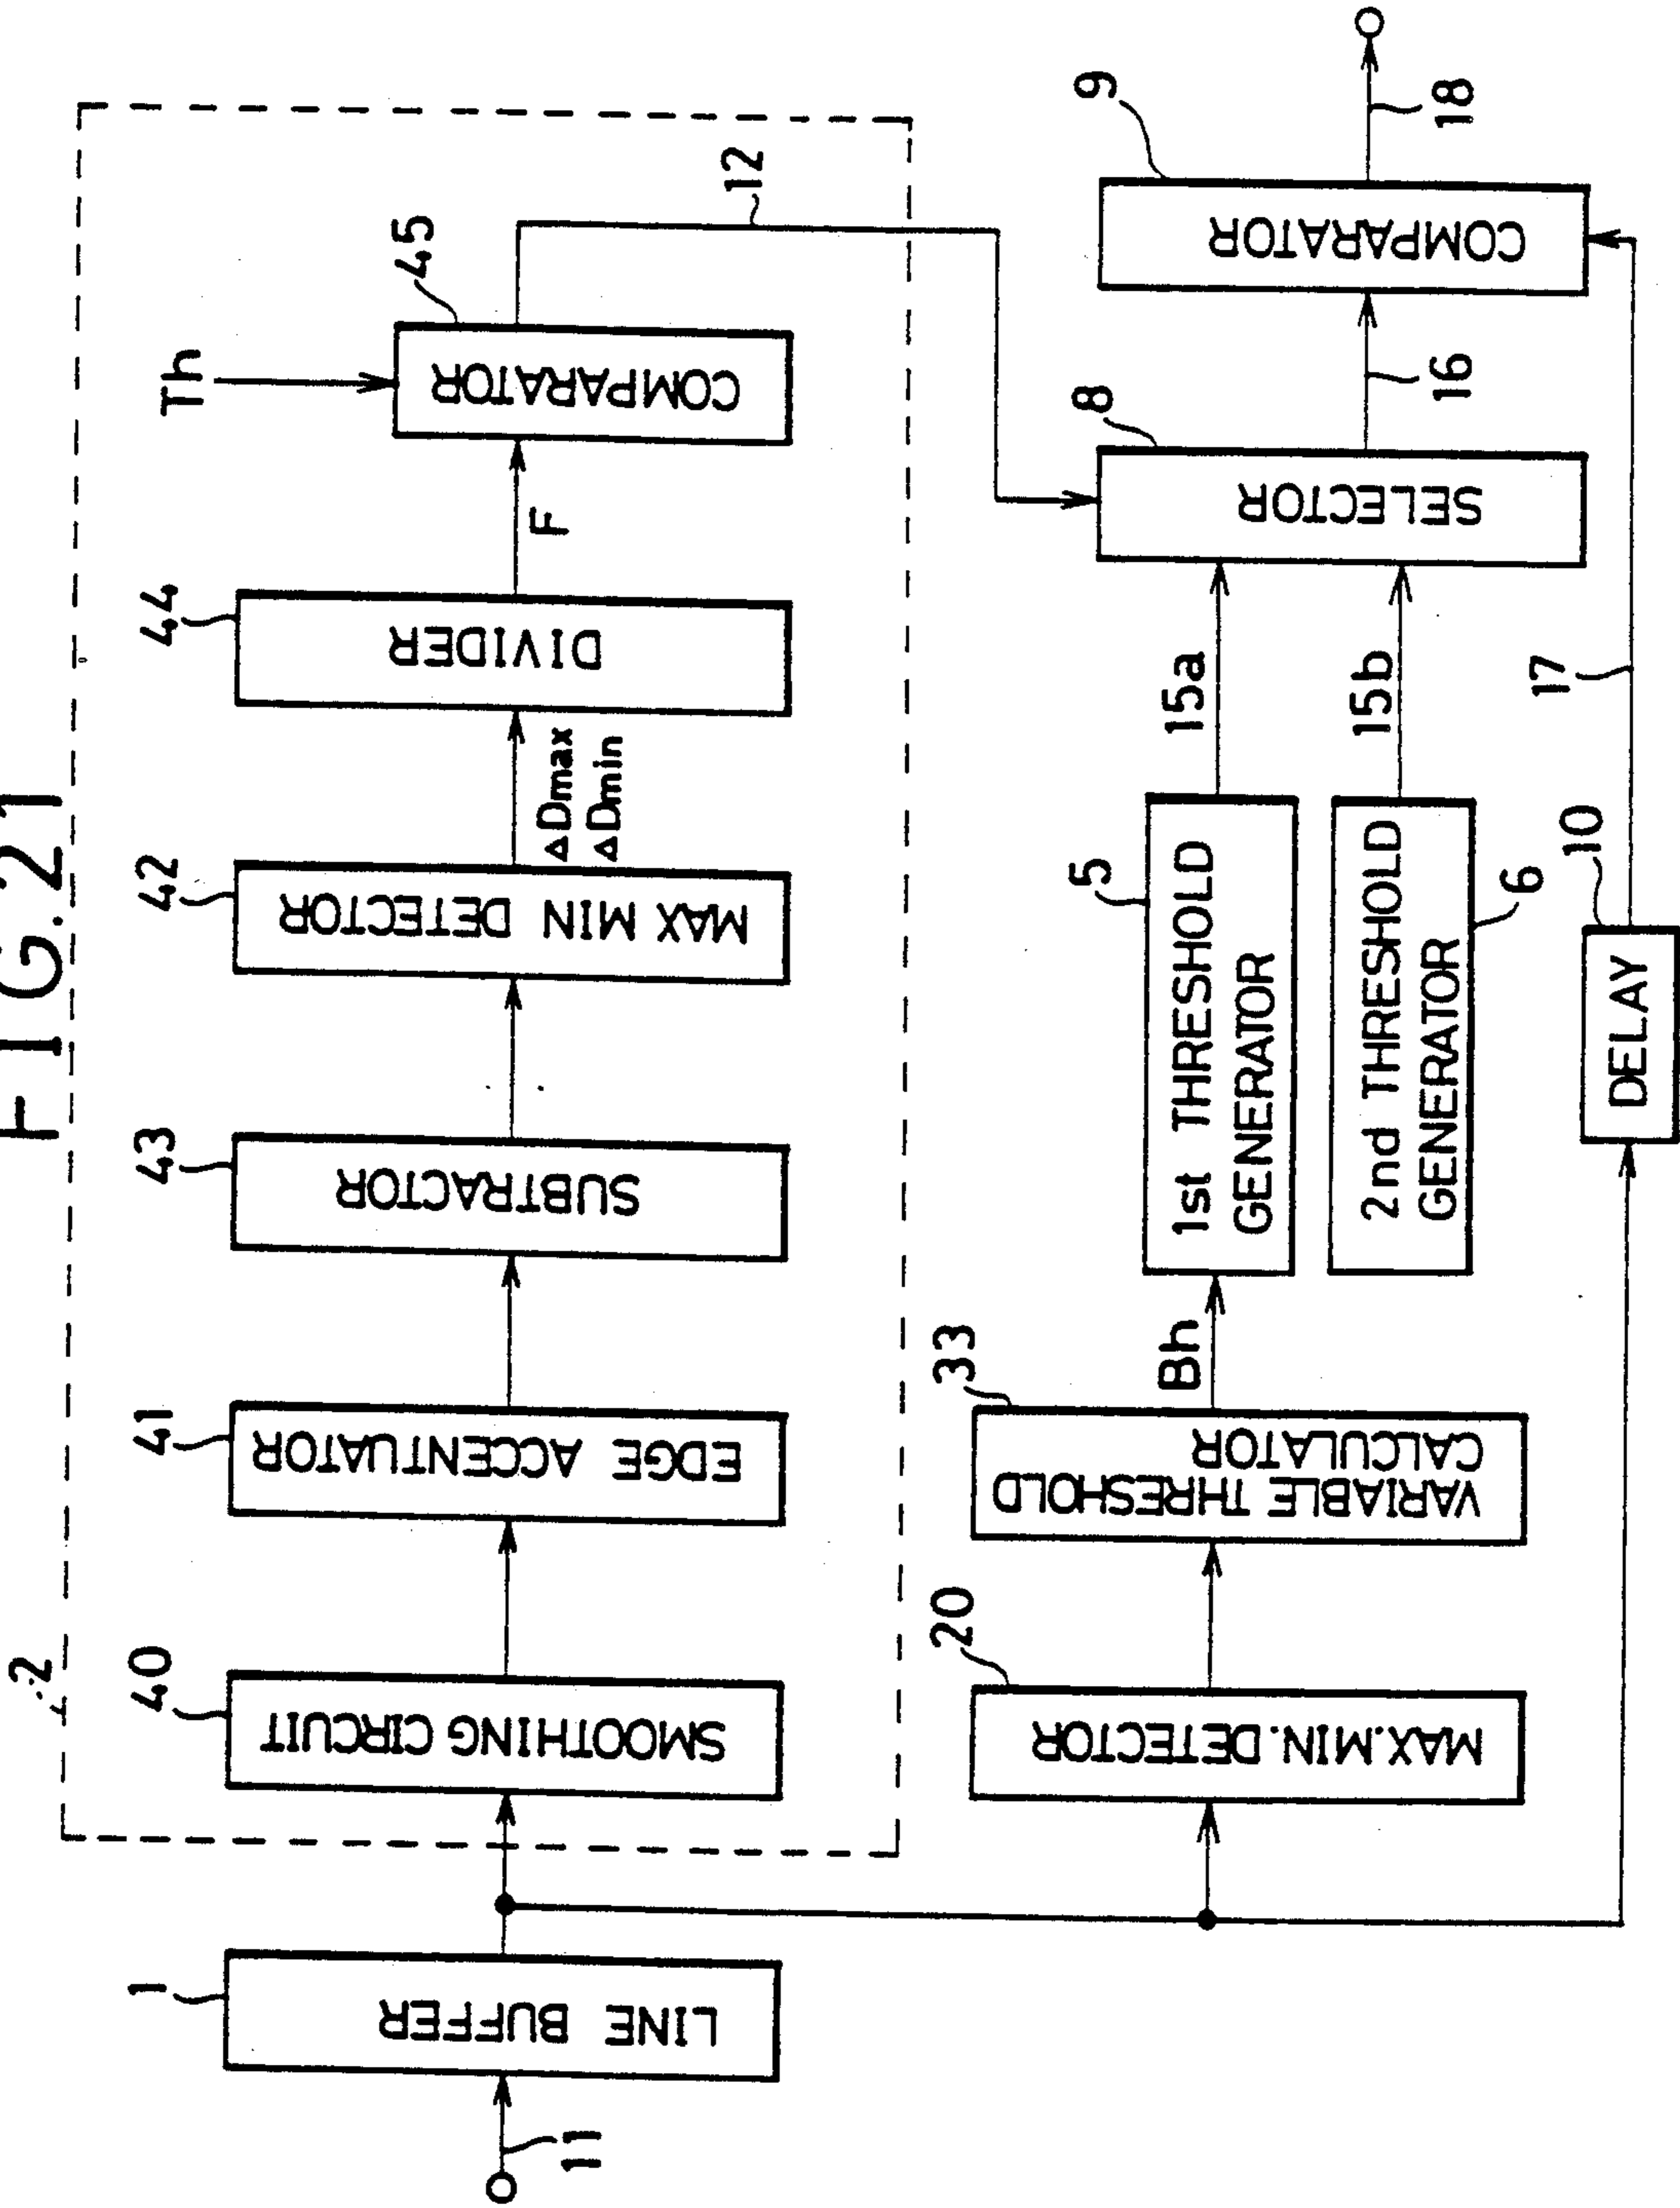 FIG. 21
2
1
LINE BUFFER
11
40
SMOOTHING CIRCUIT
41
EDGE ACCENTUATOR
43
SUBTRACTOR
42
MAX MIN DETECTOR
△Dmax
△Dmin
44
DIVIDER
F
Th
45
COMPARATOR
12
20
MAX.MIN.DETECTOR
33
VARIABLE THRESHOLD
CALCULATOR
Bh
5
1st THRESHOLD
GENERATOR
15a
2nd THRESHOLD
GENERATOR
6
15b
8
SELECTOR
16
9
COMPARATOR
18
10
DELAY
17